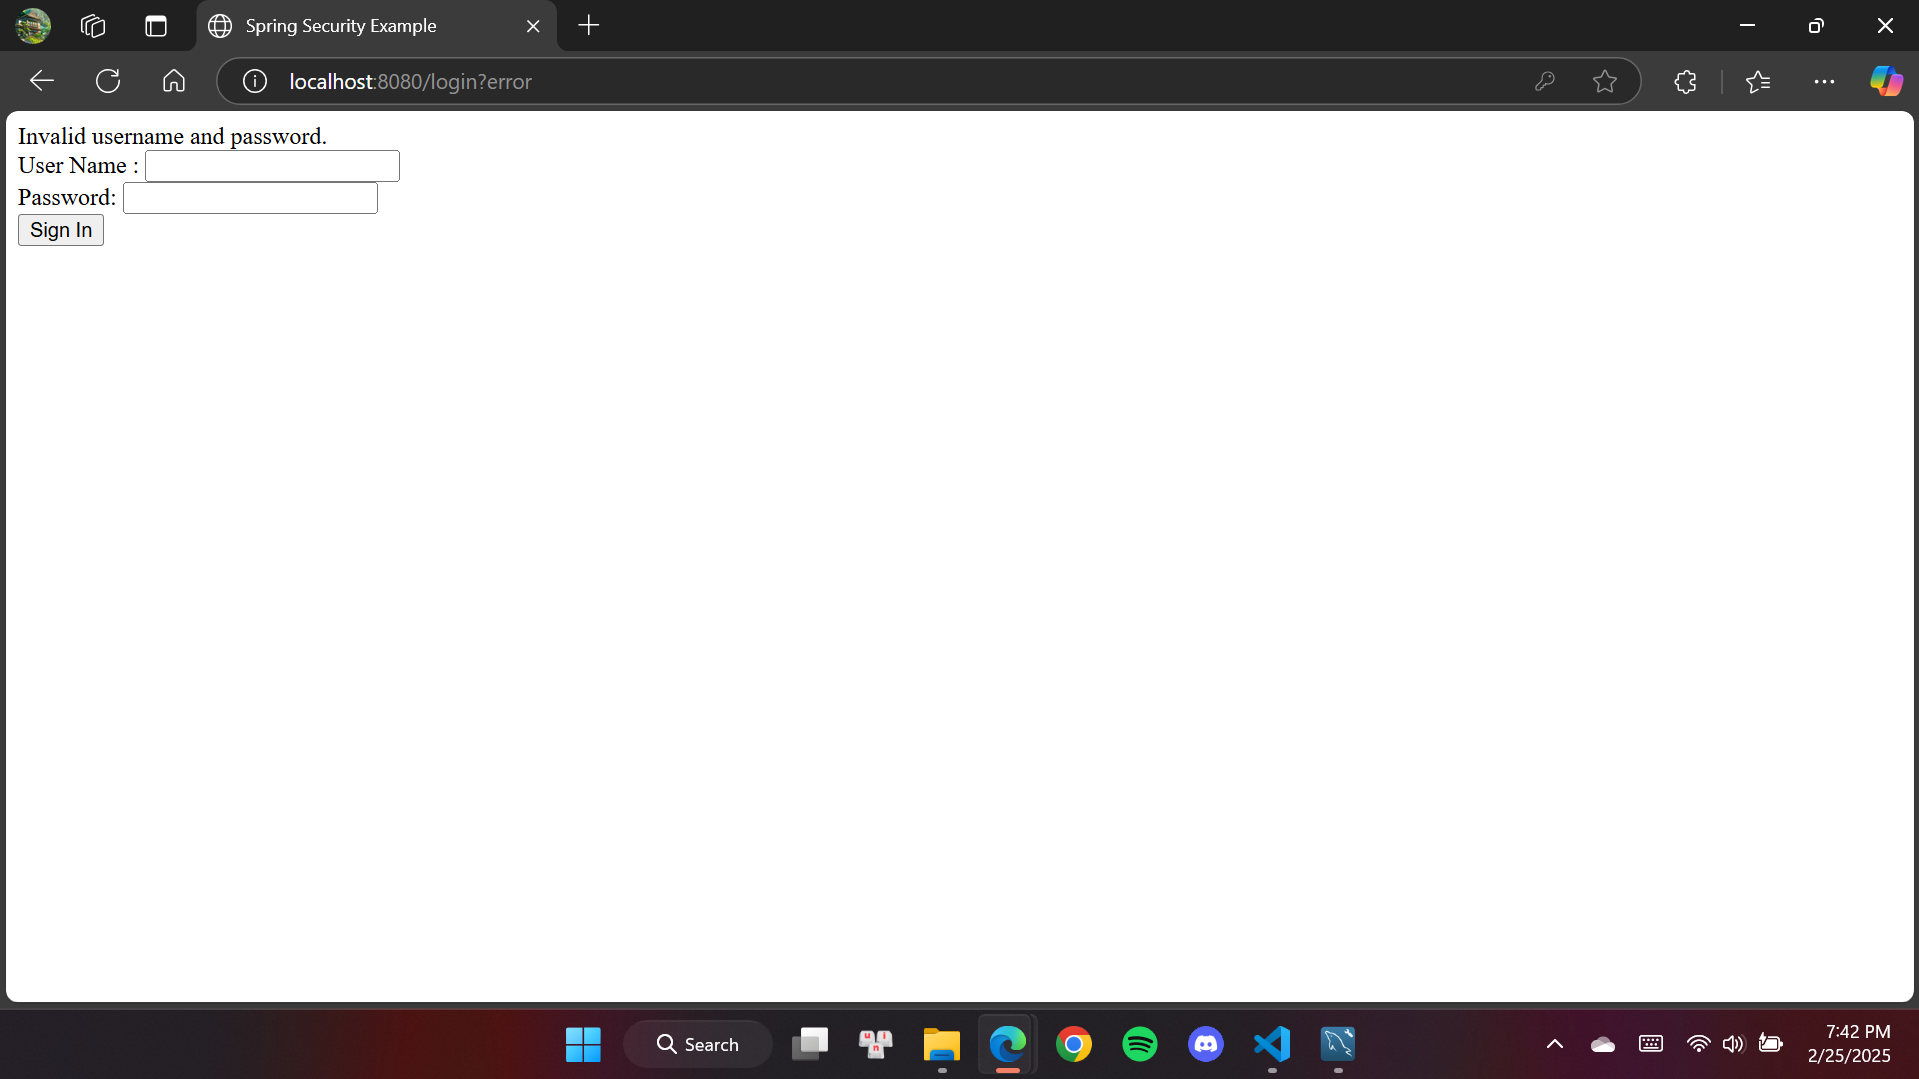 Spring Security Example
localhost:8080/login?error
Invalid username and password.
User Name :
Password:
Sign In
Search
u i n
7:42 PM
2/25/2025